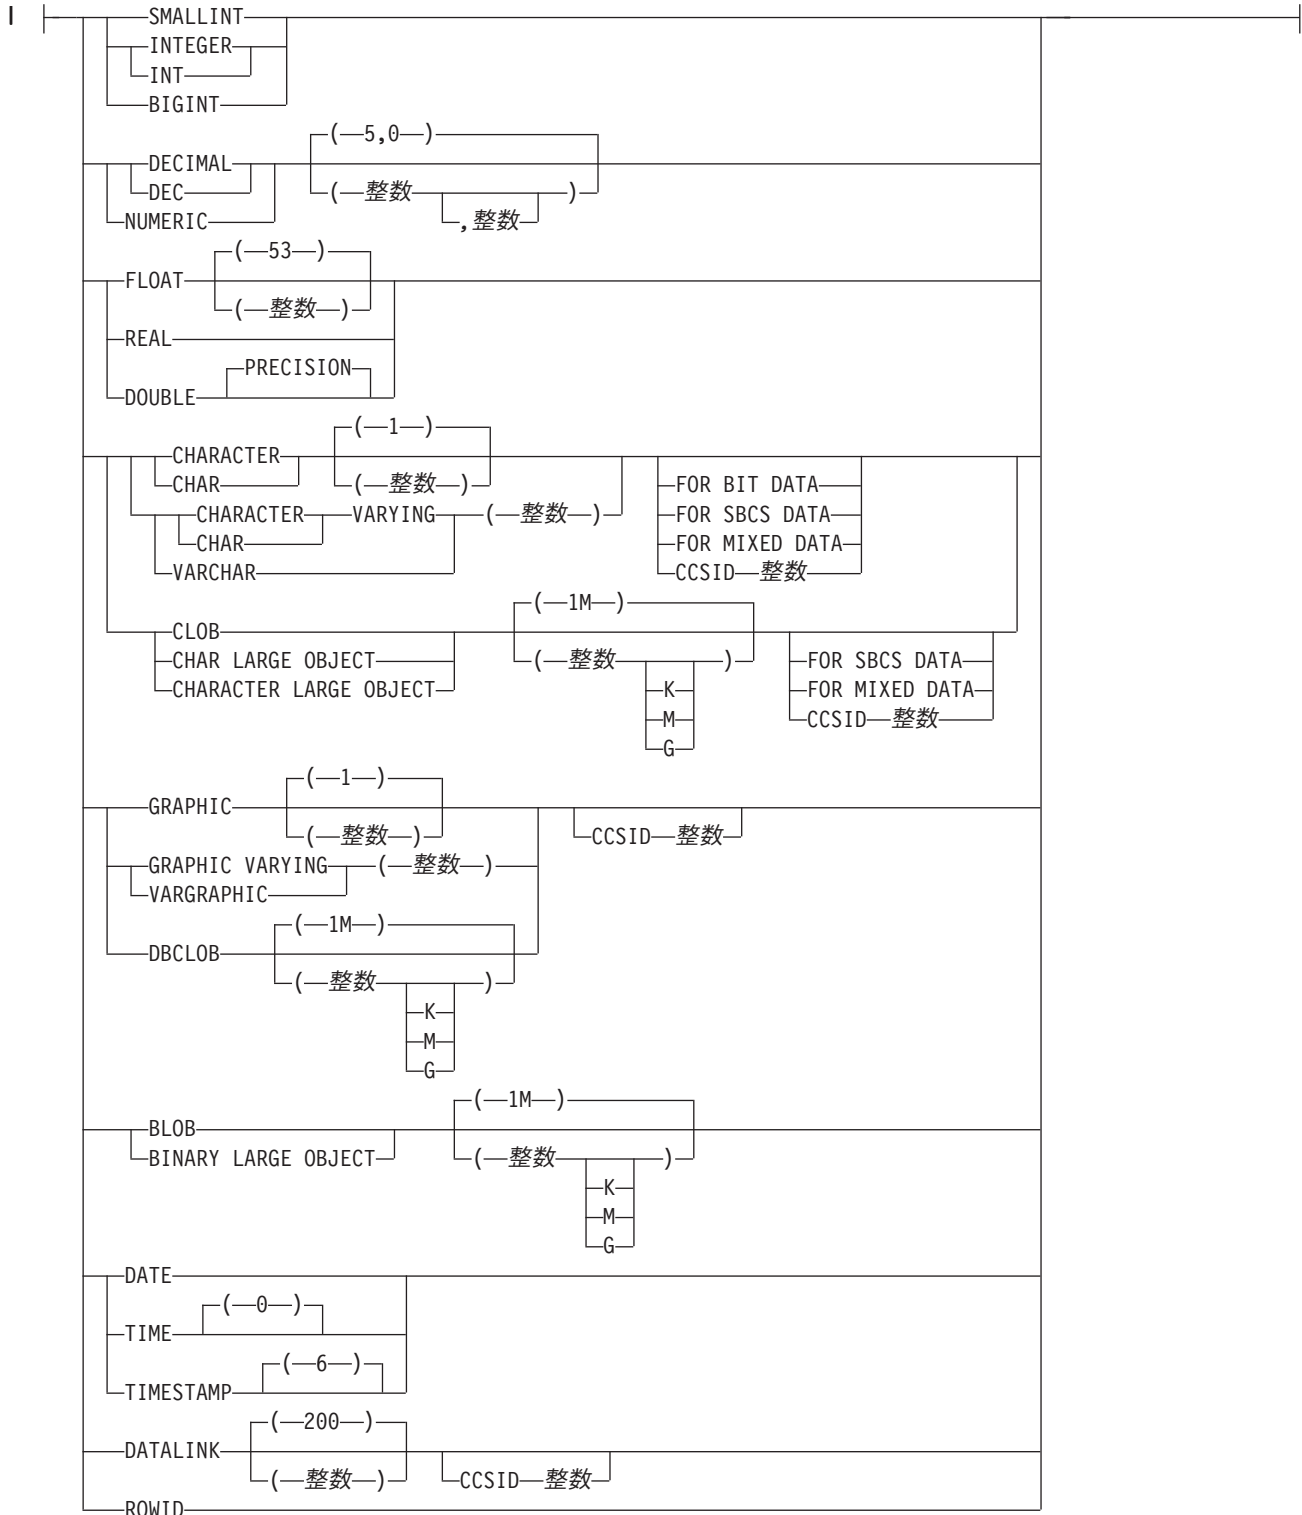 SMALLINT
INTEGER
INT
BIGINT
( 5,0 )
DECIMAL
DEC ( 整数 )
NUMERIC ,整数
( 53 )
FLOAT
( 整数 )
REAL
PRECISION
DOUBLE
( 1 )
CHARACTER
CHAR ( 整数 ) FOR BIT DATA
CHARACTER VARYING ( 整数 ) FOR SBCS DATA
CHAR FOR MIXED DATA
VARCHAR CCSID 整数
( 1M )
CLOB
CHAR LARGE OBJECT ( 整数 ) FOR SBCS DATA
CHARACTER LARGE OBJECT K FOR MIXED DATA
M CCSID 整数
G
( 1 )
GRAPHIC
( 整数 ) CCSID 整数
GRAPHIC VARYING ( 整数 )
VARGRAPHIC
( 1M )
DBCLOB
( 整数 )
K
M
G
( 1M )
BLOB
BINARY LARGE OBJECT ( 整数 )
K
M
G
DATE
( 0 )
TIME
( 6 )
TIMESTAMP
( 200 )
DATALINK
( 整数 ) CCSID 整数
ROWID